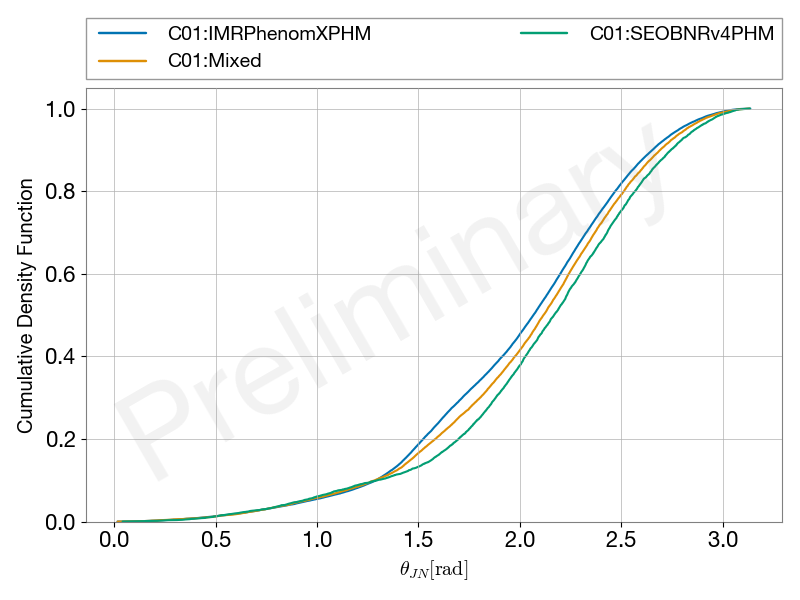 C01:IMRPhenomXPHM
C01:Mixed
C01:SEOBNRv4PHM
Preliminary
Cumulative Density Function
1.0
0.8
0.6
0.4
0.2
0.0
0.0 0.5 1.0 1.5 2.0 2.5 3.0
θ_JN[rad]